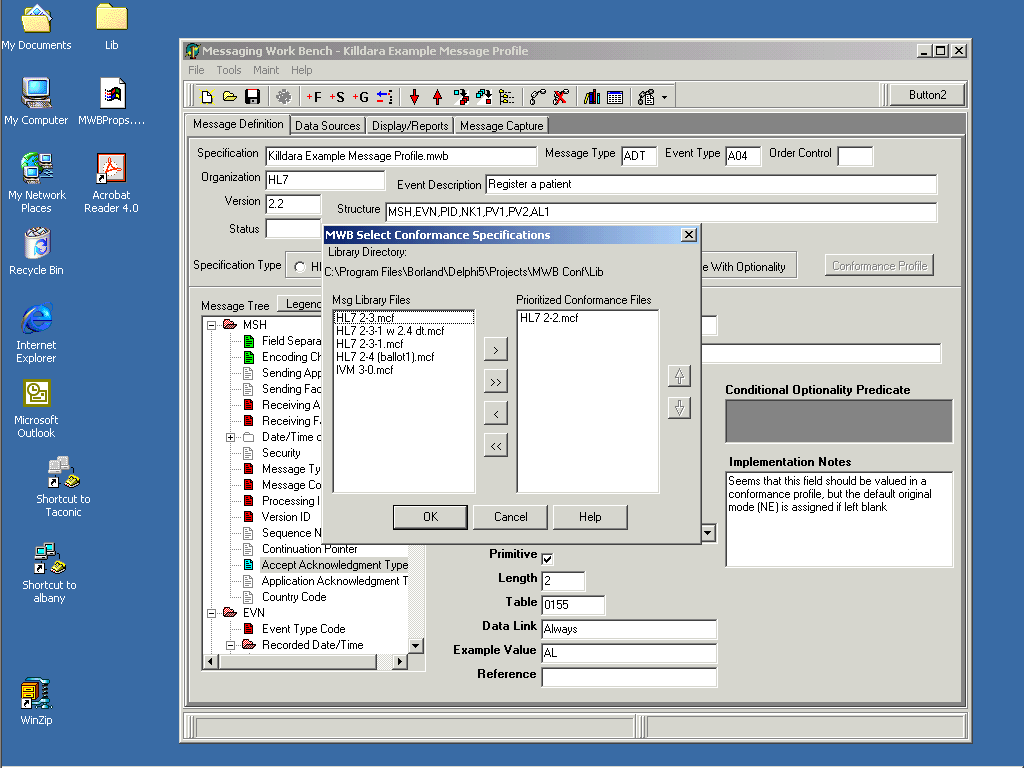 My Documents
Lib
My Computer
MWBProps....
My Network
Places
Acrobat
Reader 4.0
Recycle Bin
Internet
Explorer
Microsoft
Outlook
Shortcut to
Taconic
Shortcut to
albany
WinZip
Messaging Work Bench - Killdara Example Message Profile
File Tools Maint Help
+F +S +G
Button2
Message Definition Data Sources Display/Reports Message Capture
Specification Killdara Example Message Profile.mwb Message Type ADT Event Type A04 Order Control
Organization HL7 Event Description Register a patient
Version 2.2 Structure MSH,EVN,PID,NK1,PV1,PV2,AL1
Status
Specification Type With Optionality Conformance Profile
MWB Select Conformance Specifications
Library Directory:
C:\Program Files\Borland\Delphi5\Projects\MWB Conf\Lib
Msg Library Files Prioritized Conformance Files
HL7 2-3.mcf HL7 2-2.mcf
HL7 2-3-1 w 2.4 dt.mcf
HL7 2-3-1.mcf
HL7 2-4 (ballot1).mcf
IVM 3-0.mcf
>
>>
<
<<
OK Cancel Help
Message Tree Legend
MSH
Field Separa
Encoding Ch
Sending App
Sending Fac
Receiving A
Receiving Fa
Date/Time o
Security
Message Ty
Message Co
Processing I
Version ID
Sequence N
Continuation Pointer
Accept Acknowledgment Type
Application Acknowledgment T
Country Code
EVN
Event Type Code
Recorded Date/Time
Conditional Optionality Predicate
Implementation Notes
Seems that this field should be valued in a
conformance profile, but the default original
mode (NE) is assigned if left blank
Primitive
Length 2
Table 0155
Data Link Always
Example Value AL
Reference